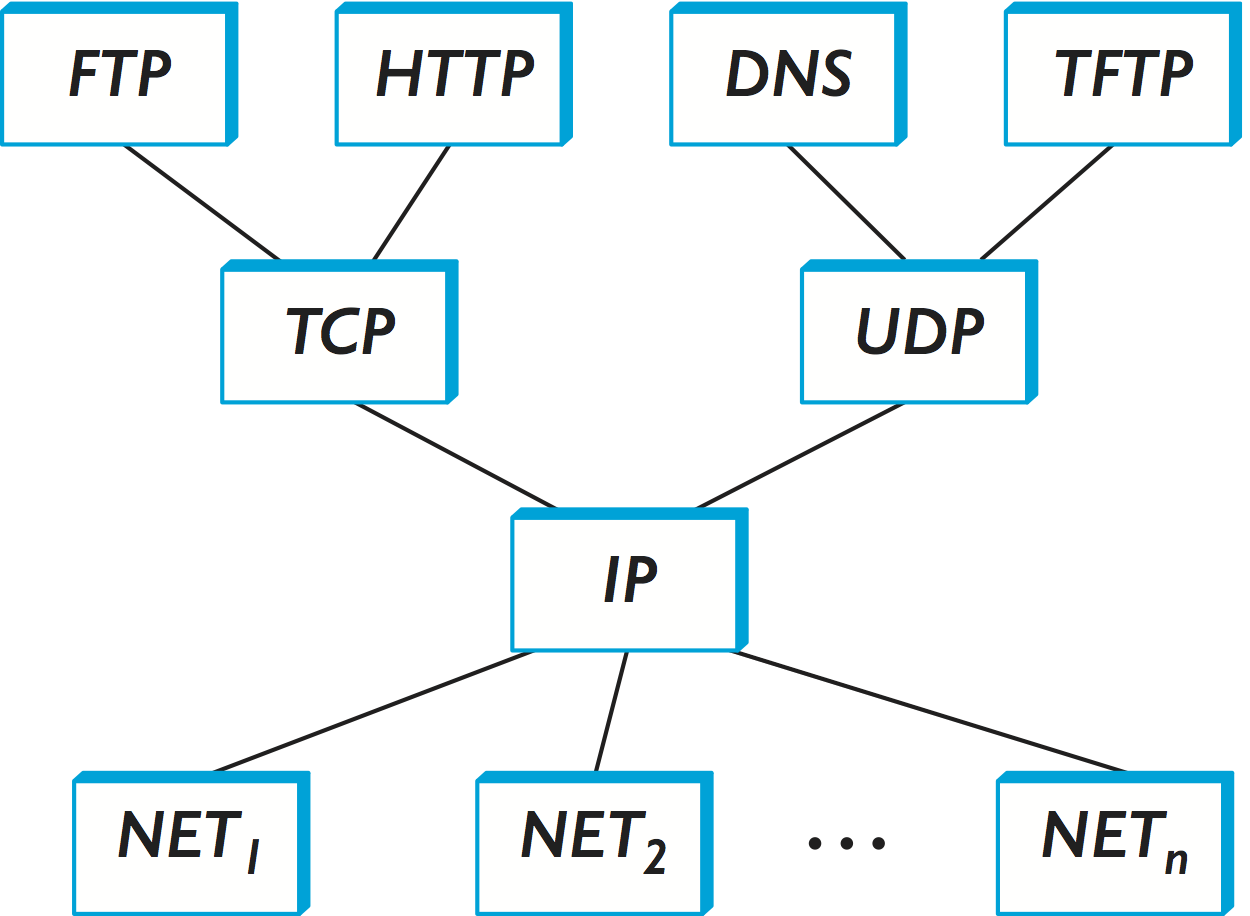 FTP HTTP DNS TFTP
TCP UDP
IP
NET1 NET2 ... NETn